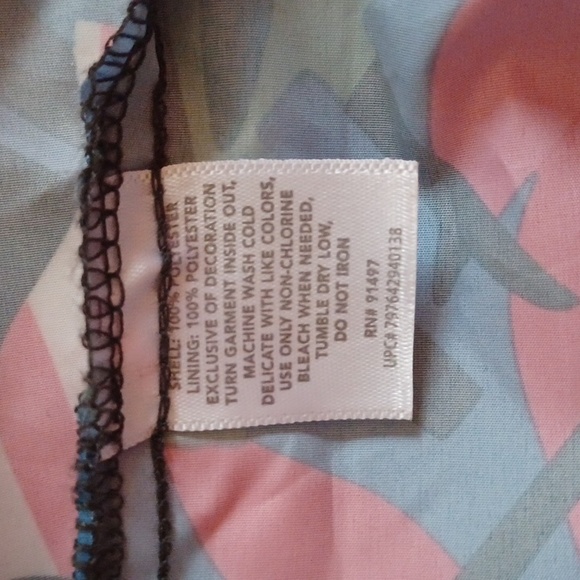 SHELL: 100% POLYESTER
LINING: 100% POLYESTER
EXCLUSIVE OF DECORATION
TURN GARMENT INSIDE OUT,
MACHINE WASH COLD
DELICATE WITH LIKE COLORS,
USE ONLY NON-CHLORINE
BLEACH WHEN NEEDED,
TUMBLE DRY LOW,
DO NOT IRON
RN# 91497
UPC# 797642940138